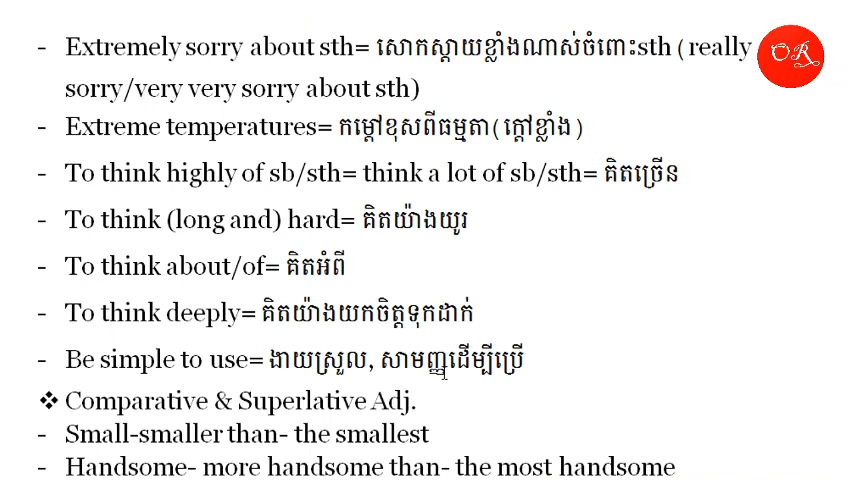 - Extremely sorry about sth= សោកស្តាយខ្លាំងណាស់ចំពោះsth (really
sorry/very very sorry about sth)
- Extreme temperatures= កម្តៅខុសពីធម្មតា(ក្តៅខ្លាំង)
- To think highly of sb/sth= think a lot of sb/sth= គិតច្រើន
- To think (long and) hard= គិតយ៉ាងយូរ
- To think about/of= គិតអំពី
- To think deeply= គិតយ៉ាងយកចិត្តទុកដាក់
- Be simple to use= ងាយស្រួល, សាមញ្ញដើម្បីប្រើ
❖ Comparative & Superlative Adj.
- Small-smaller than- the smallest
- Handsome- more handsome than- the most handsome
OR